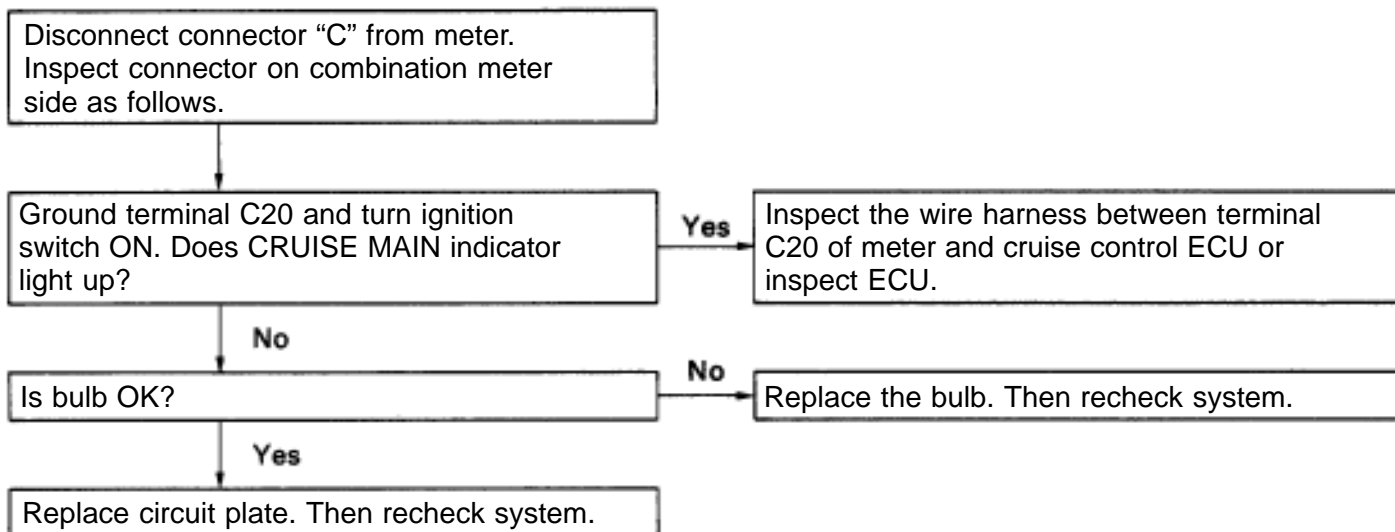 Disconnect connector “C” from meter.
Inspect connector on combination meter
side as follows.
Ground terminal C20 and turn ignition
switch ON. Does CRUISE MAIN indicator
light up?
Yes
Inspect the wire harness between terminal
C20 of meter and cruise control ECU or
inspect ECU.
No
Is bulb OK?
No
Replace the bulb. Then recheck system.
Yes
Replace circuit plate. Then recheck system.